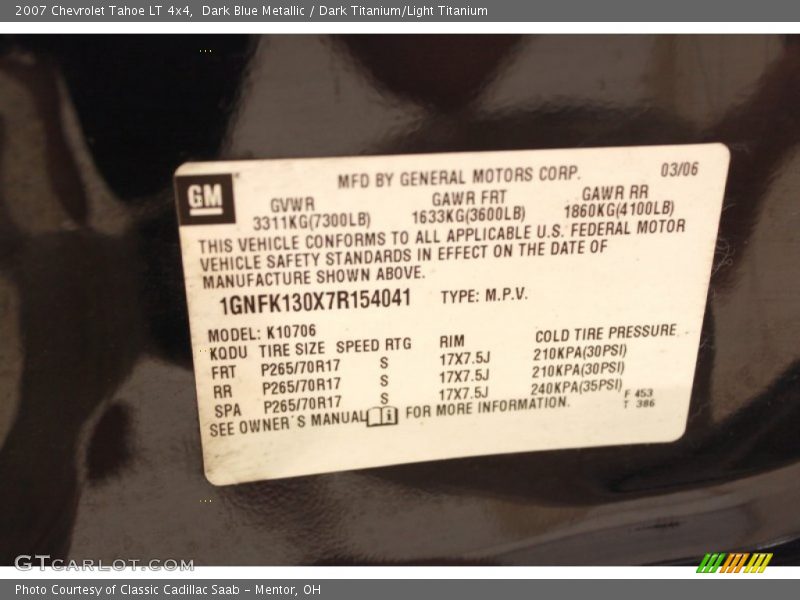 2007 Chevrolet Tahoe LT 4x4, Dark Blue Metallic / Dark Titanium/Light Titanium
GM
MFD BY GENERAL MOTORS CORP. 03/06
GVWR GAWR FRT GAWR RR
3311KG(7300LB) 1633KG(3600LB) 1860KG(4100LB)
THIS VEHICLE CONFORMS TO ALL APPLICABLE U.S. FEDERAL MOTOR
VEHICLE SAFETY STANDARDS IN EFFECT ON THE DATE OF
MANUFACTURE SHOWN ABOVE.
1GNFK130X7R154041 TYPE: M.P.V.
MODEL: K10706
KQDU TIRE SIZE SPEED RTG RIM COLD TIRE PRESSURE
FRT P265/70R17 S 17X7.5J 210KPA(30PSI)
RR P265/70R17 S 17X7.5J 210KPA(30PSI)
SPA P265/70R17 S 17X7.5J 240KPA(35PSI)
SEE OWNER'S MANUAL FOR MORE INFORMATION.
F 453
T 386
GTCARLOT.COM
Photo Courtesy of Classic Cadillac Saab - Mentor, OH